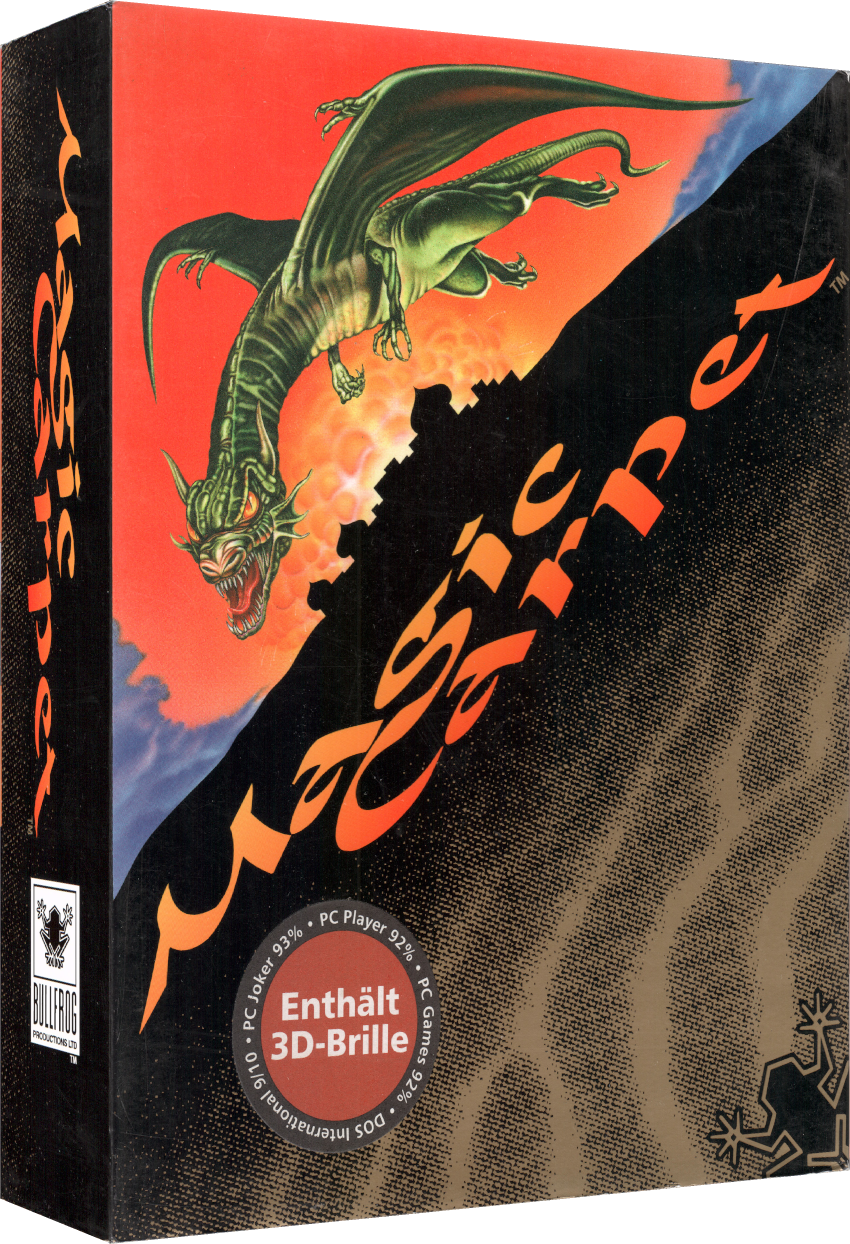 Magic
Carpet
TM
BULLFROG
PRODUCTIONS LTD
TM
Magic
Carpet
TM
PC Joker 93% • PC Player 92% • PC Games 92% • DOS International 9/10 •
Enthält
3D-Brille